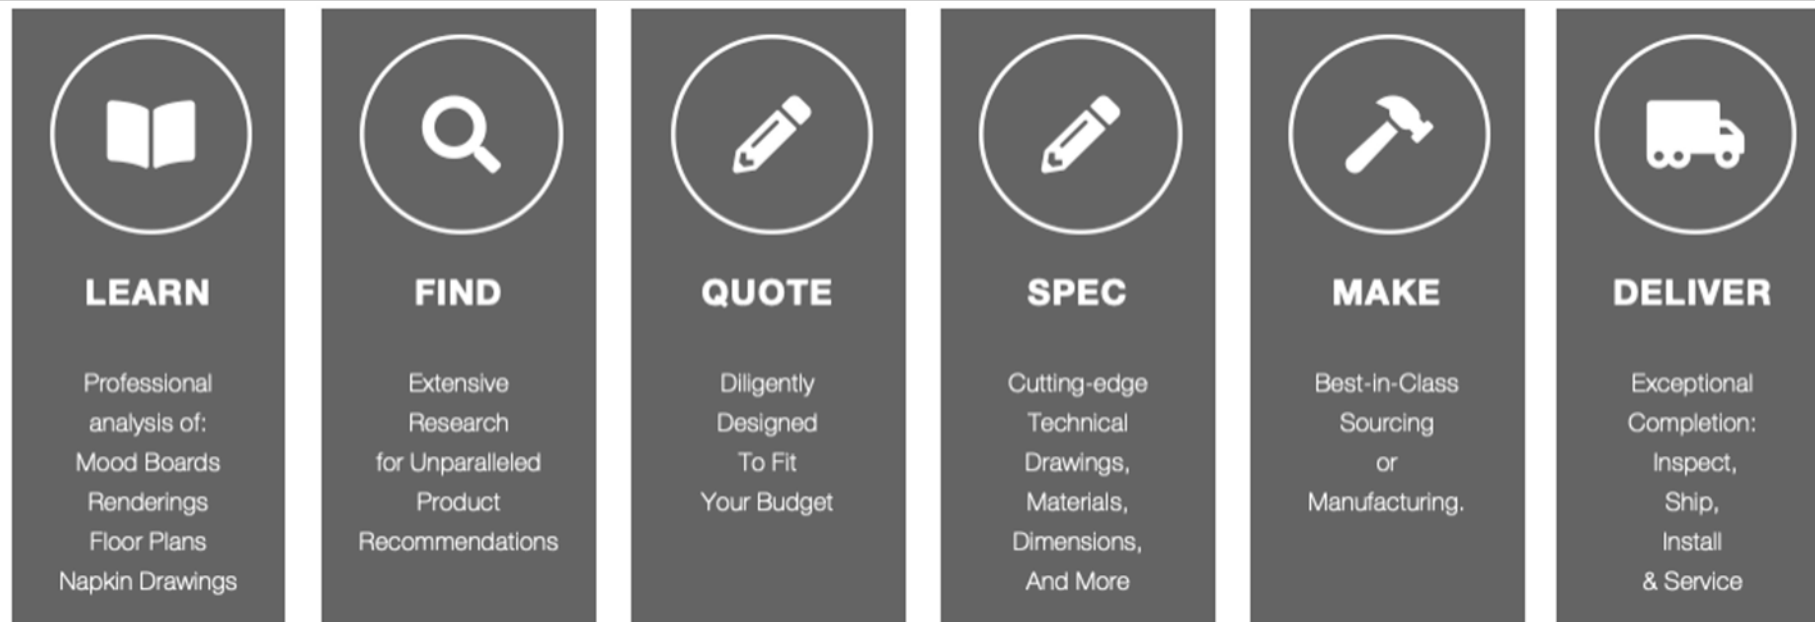 LEARN
Professional
analysis of:
Mood Boards
Renderings
Floor Plans
Napkin Drawings
FIND
Extensive
Research
for Unparalleled
Product
Recommendations
QUOTE
Diligently
Designed
To Fit
Your Budget
SPEC
Cutting-edge
Technical
Drawings,
Materials,
Dimensions,
And More
MAKE
Best-in-Class
Sourcing
or
Manufacturing.
DELIVER
Exceptional
Completion:
Inspect,
Ship,
Install
& Service